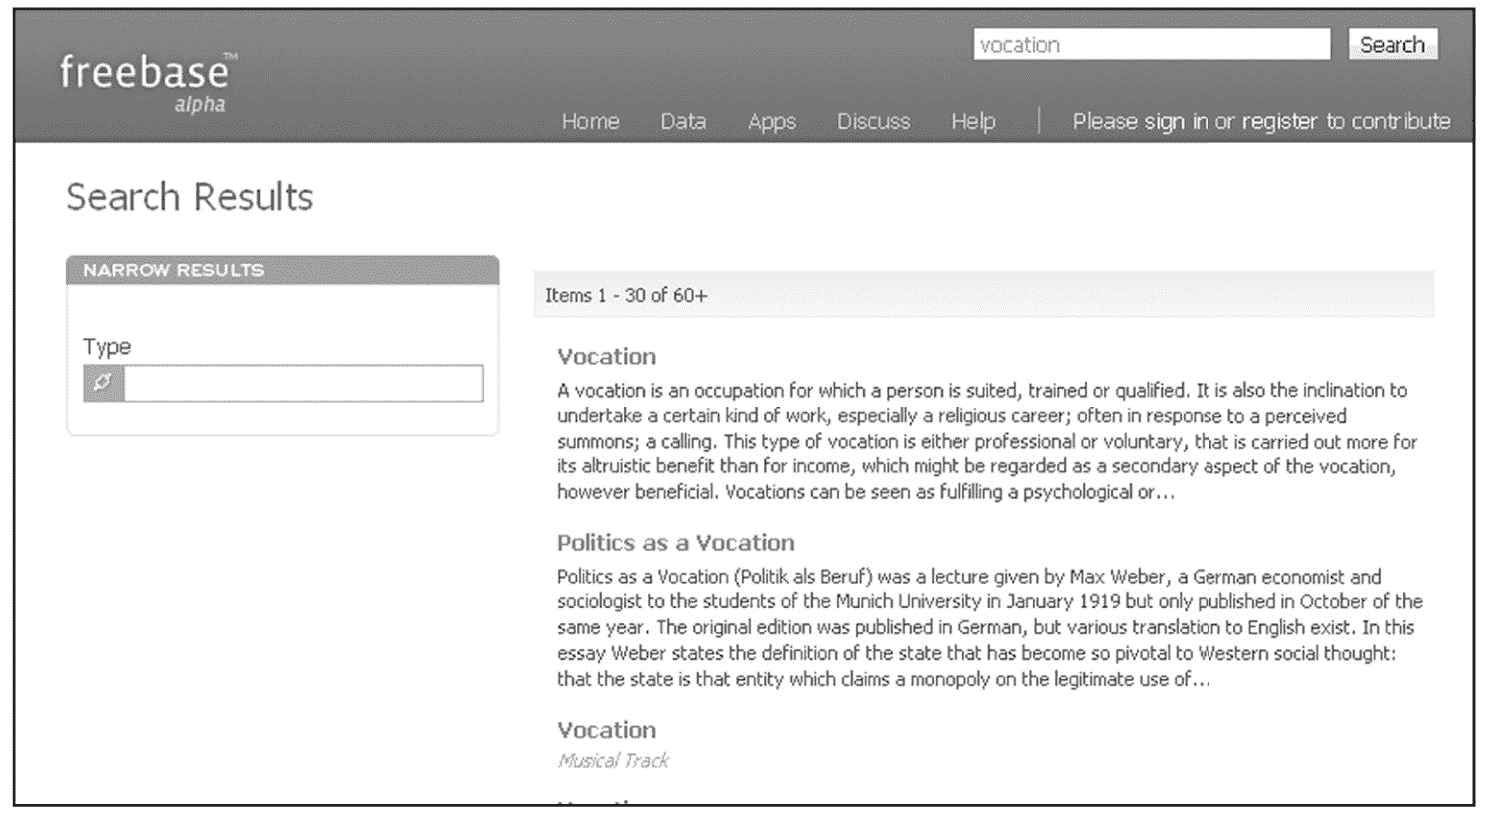 vocation
Search
freebase™
alpha
Home Data Apps Discuss Help | Please sign in or register to contribute
Search Results
NARROW RESULTS
Type
Items 1 - 30 of 60+
Vocation
A vocation is an occupation for which a person is suited, trained or qualified. It is also the inclination to
undertake a certain kind of work, especially a religious career; often in response to a perceived
summons; a calling. This type of vocation is either professional or voluntary, that is carried out more for
its altruistic benefit than for income, which might be regarded as a secondary aspect of the vocation,
however beneficial. Vocations can be seen as fulfilling a psychological or...
Politics as a Vocation
Politics as a Vocation (Politik als Beruf) was a lecture given by Max Weber, a German economist and
sociologist to the students of the Munich University in January 1919 but only published in October of the
same year. The original edition was published in German, but various translation to English exist. In this
essay Weber states the definition of the state that has become so pivotal to Western social thought:
that the state is that entity which claims a monopoly on the legitimate use of...
Vocation
Musical Track